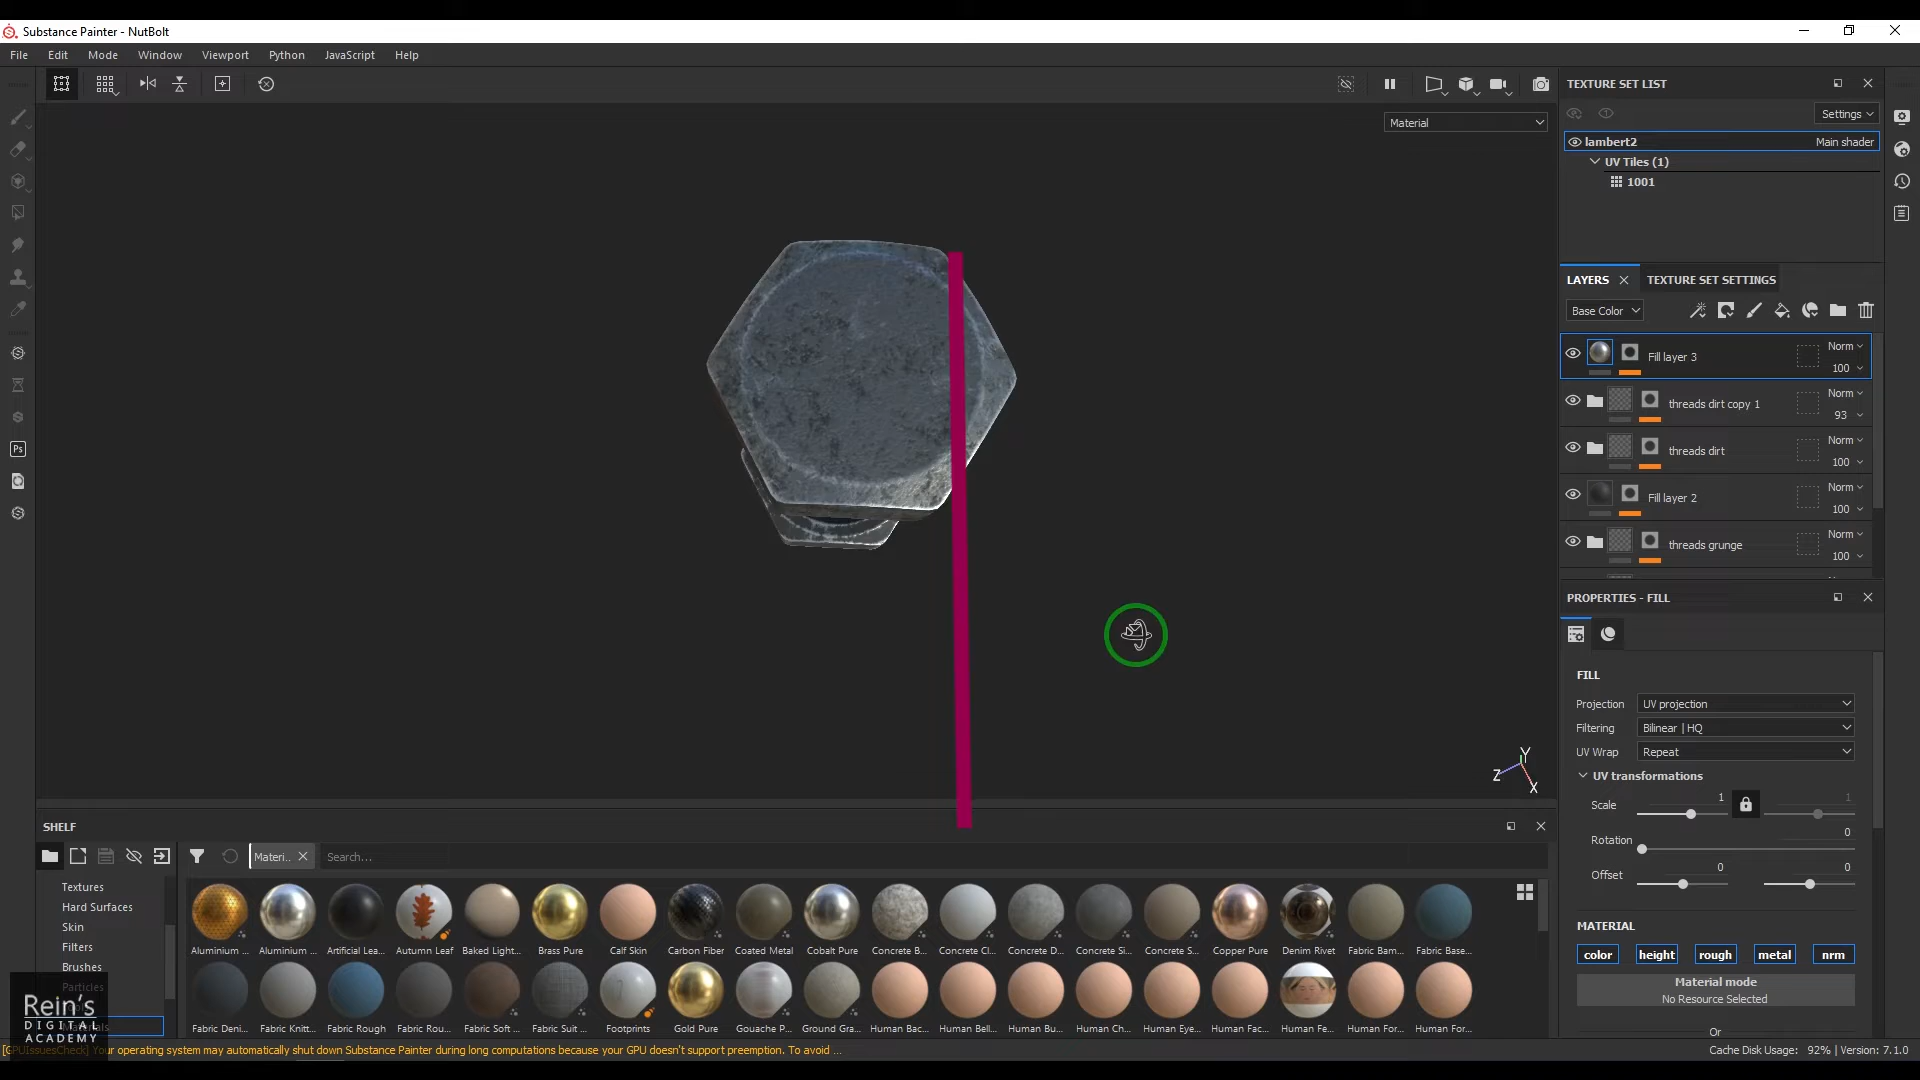 Substance Painter - NutBolt
File Edit Mode Window Viewport Python JavaScript Help
Material
TEXTURE SET LIST
Settings
lambert2 Main shader
UV Tiles (1)
1001
LAYERS TEXTURE SET SETTINGS
Base Color
Fill layer 3 Norm 100
threads dirt copy 1 Norm 93
threads dirt Norm 100
Fill layer 2 Norm 100
threads grunge Norm 100
PROPERTIES - FILL
FILL
Projection UV projection
Filtering Bilinear | HQ
UV Wrap Repeat
UV transformations
Scale 1 1
Rotation 0
Offset 0 0
MATERIAL
color height rough metal nrm
Material mode
No Resource Selected
Or
Y
Z
X
Ps
SHELF
Materi... Search...
Textures
Hard Surfaces
Skin
Filters
Brushes
Particles
Materials
Aluminium ... Aluminium ... Artificial Lea... Autumn Leaf Baked Light... Brass Pure Calf Skin Carbon Fiber Coated Metal Cobalt Pure Concrete B... Concrete Cl... Concrete D... Concrete Si... Concrete S... Copper Pure Denim Rivet Fabric Bam... Fabric Base...
Fabric Deni... Fabric Knitt... Fabric Rough Fabric Rou... Fabric Soft ... Fabric Suit ... Footprints Gold Pure Gouache P... Ground Gra... Human Bac... Human Bell... Human Bu... Human Ch... Human Eye... Human Fac... Human Fe... Human For... Human For...
Rein's
DIGITAL
ACADEMY
[GPUIssuesCheck] Your operating system may automatically shut down Substance Painter during long computations because your GPU doesn't support preemption. To avoid ...
Cache Disk Usage: 92% | Version: 7.1.0